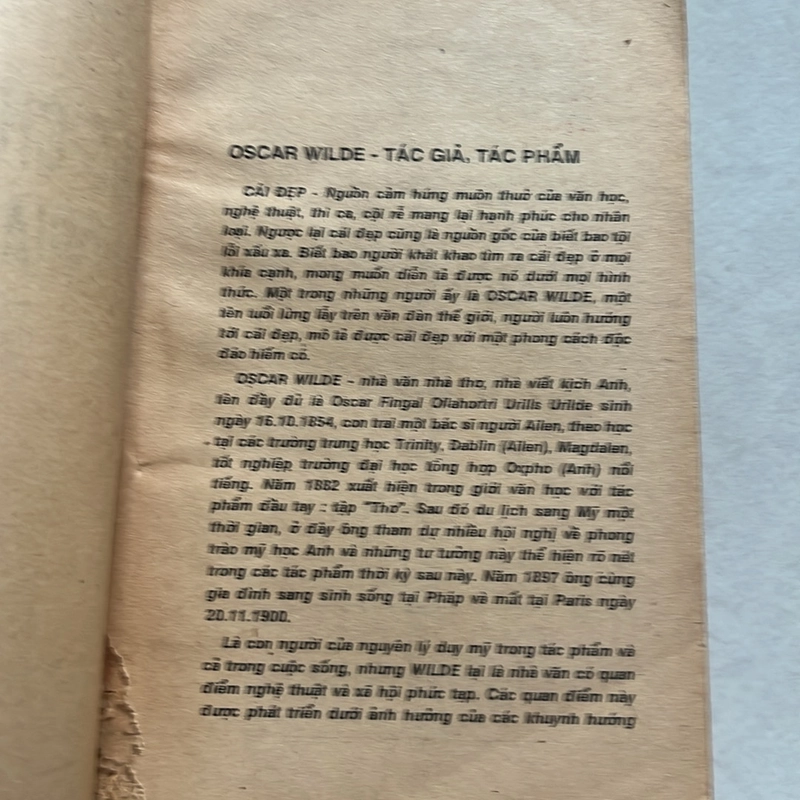 OSCAR WILDE - TÁC GIẢ, TÁC PHẨM
CÁI ĐẸP - Nguồn cảm hứng muôn thuở của văn học,
nghệ thuật, thi ca, cội rễ mang lại hạnh phúc cho nhân
loại. Ngược lại cái đẹp cũng là nguồn gốc của biết bao tội
lỗi xấu xa. Biết bao người khát khao tìm ra cái đẹp ở mọi
khía cạnh, mong muốn diễn tả được nó dưới mọi hình
thức. Một trong những người ấy là OSCAR WILDE, một
tên tuổi lừng lẫy trên văn đàn thế giới, người luôn hướng
tới cái đẹp, mô tả được cái đẹp với một phong cách độc
đáo hiếm có.
OSCAR WILDE - nhà văn nhà thơ, nhà viết kịch Anh,
tên đầy đủ là Oscar Fingal sinh
ngày 16.10.1854, con trai một bác sĩ người Ailen, theo học
tại các trường trung học Trinity, Dablin (Ailen), Magdalen,
tốt nghiệp trường đại học tổng hợp Oxpho (Anh) nổi
tiếng. Năm 1882 xuất hiện trong giới văn học với tác
phẩm đầu tay : tập "Thơ". Sau đó du lịch sang Mỹ một
thời gian, ở đây ông tham dự nhiều hội nghị về phong
trào mỹ học Anh và những tư tưởng này thể hiện rõ nét
trong các tác phẩm thời kỳ sau này. Năm 1897 ông cùng
gia đình sang sinh sống tại Pháp và mất tại Paris ngày
20.11.1900.
Là con người của nguyên lý duy mỹ trong tác phẩm và
cả trong cuộc sống, nhưng WILDE lại là nhà văn có quan
điểm nghệ thuật và xã hội phức tạp. Các quan điểm này
được phát triển dưới ảnh hưởng của các khuynh hướng